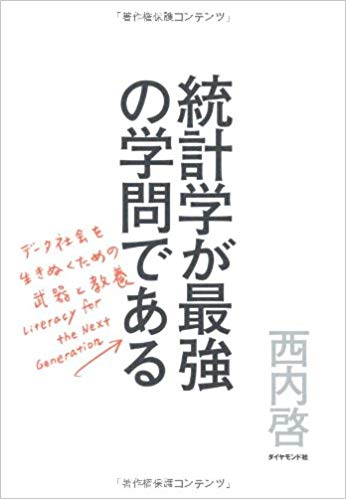 「著作権保護コンテンツ」
統計学が最強
の学問である
データ社会を
生きぬくための
武器と教養
Literacy for
the Next
Generation
西内啓
ダイヤモンド社
「著作権保護コンテンツ」